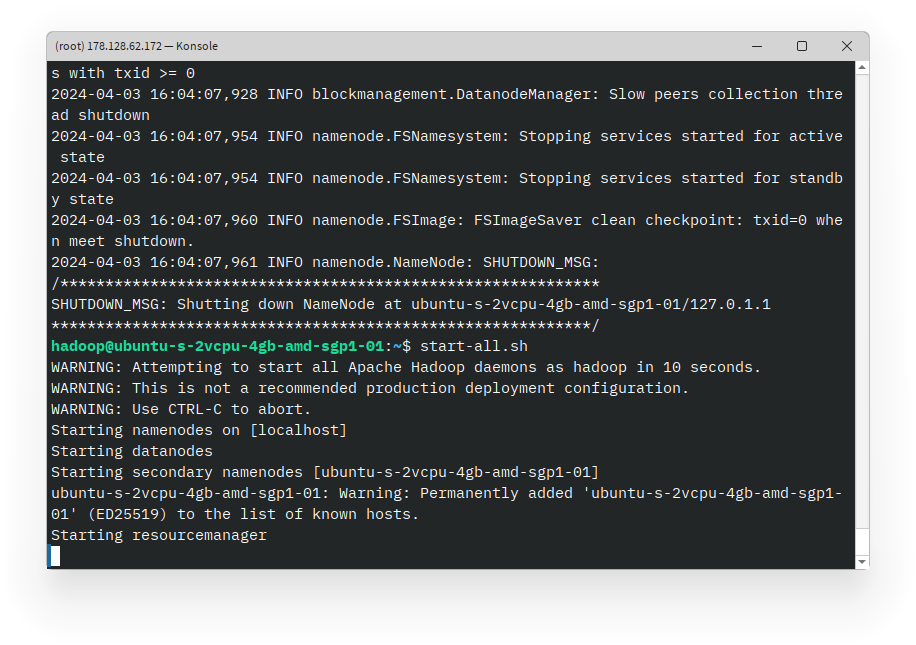 (root) 178.128.62.172 — Konsole
s with txid >= 0
2024-04-03 16:04:07,928 INFO blockmanagement.DatanodeManager: Slow peers collection thre
ad shutdown
2024-04-03 16:04:07,954 INFO namenode.FSNamesystem: Stopping services started for active
 state
2024-04-03 16:04:07,954 INFO namenode.FSNamesystem: Stopping services started for standb
y state
2024-04-03 16:04:07,960 INFO namenode.FSImage: FSImageSaver clean checkpoint: txid=0 whe
n meet shutdown.
2024-04-03 16:04:07,961 INFO namenode.NameNode: SHUTDOWN_MSG:
/************************************************************
SHUTDOWN_MSG: Shutting down NameNode at ubuntu-s-2vcpu-4gb-amd-sgp1-01/127.0.1.1
************************************************************/
hadoop@ubuntu-s-2vcpu-4gb-amd-sgp1-01:~$ start-all.sh
WARNING: Attempting to start all Apache Hadoop daemons as hadoop in 10 seconds.
WARNING: This is not a recommended production deployment configuration.
WARNING: Use CTRL-C to abort.
Starting namenodes on [localhost]
Starting datanodes
Starting secondary namenodes [ubuntu-s-2vcpu-4gb-amd-sgp1-01]
ubuntu-s-2vcpu-4gb-amd-sgp1-01: Warning: Permanently added 'ubuntu-s-2vcpu-4gb-amd-sgp1-
01' (ED25519) to the list of known hosts.
Starting resourcemanager